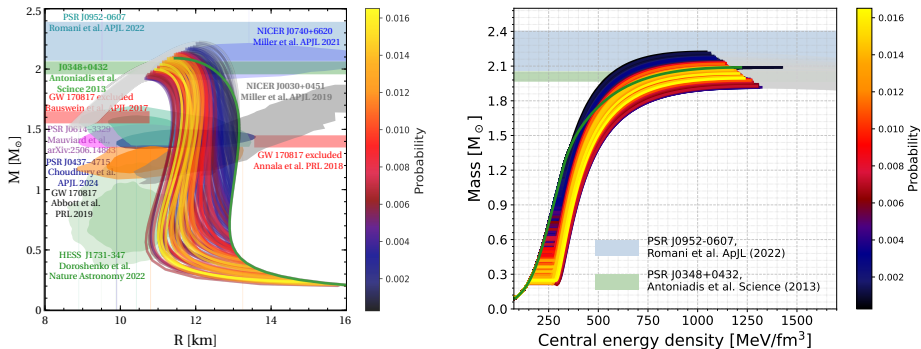 PSR J0952-0607
Romani et al. APJL 2022
NICER J0740+6620
Miller et al. APJL 2021
J0348+0432
Antoniadis et al.
Scince 2013
GW 170817 excluded
Bauswein et al. APJL 2017
NICER J0030+0451
Miller et al. APJL 2019
PSR J0614-3329
Mauviard et al.,
arXiv:2506.14883
PSR J0437-4715
Choudhury et al.
APJL 2024
GW 170817
Abbott et al.
PRL 2019
GW 170817 excluded
Annala et al. PRL 2018
HESS J1731-347
Doroshenko et al.
Nature Astronomy 2022
2.5
2
1.5
1
0.5
0
M [M⊙]
8 10 12 14 16
R [km]
0.016
0.014
0.012
0.010
0.008
0.006
0.004
0.002
Probability
2.4
2.1
1.8
1.5
1.2
0.9
0.6
0.3
0.0
Mass [M⊙]
PSR J0952-0607,
Romani et al. ApJL (2022)
PSR J0348+0432,
Antoniadis et al. Science (2013)
250 500 750 1000 1250 1500
Central energy density [MeV/fm³]
0.016
0.014
0.012
0.010
0.008
0.006
0.004
0.002
Probability